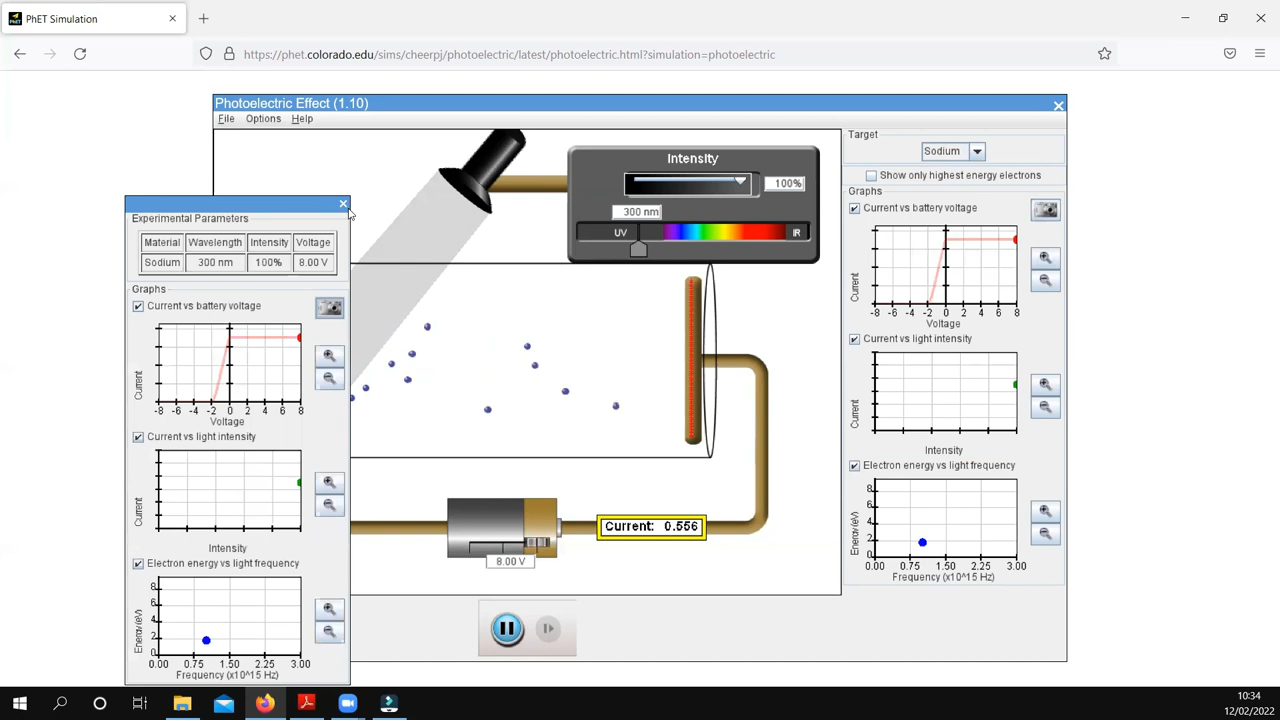 PhET Simulation
https://phet.colorado.edu/sims/cheerpj/photoelectric/latest/photoelectric.html?simulation=photoelectric
Photoelectric Effect (1.10)
File Options Help
Intensity
100%
300 nm
UV IR
Current: 0.556
8.00 V
Experimental Parameters
Material Wavelength Intensity Voltage
Sodium 300 nm 100% 8.00 V
Graphs
Current vs battery voltage
Current
-8 -6 -4 -2 0 2 4 6 8
Voltage
Current vs light intensity
Current
Intensity
Electron energy vs light frequency
Energy (eV)
8
6
4
2
0
0.00 0.75 1.50 2.25 3.00
Frequency (x10^15 Hz)
Target
Sodium
Show only highest energy electrons
Graphs
Current vs battery voltage
Current
-8 -6 -4 -2 0 2 4 6 8
Voltage
Current vs light intensity
Current
Intensity
Electron energy vs light frequency
Energy (eV)
8
6
4
2
0
0.00 0.75 1.50 2.25 3.00
Frequency (x10^15 Hz)
10:34
12/02/2022